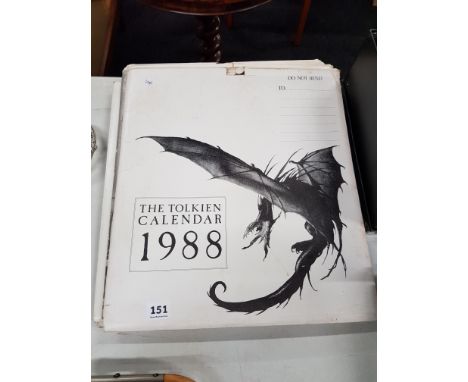 DO NOT BEND
TO:
THE TOLKIEN
CALENDAR
1988
151